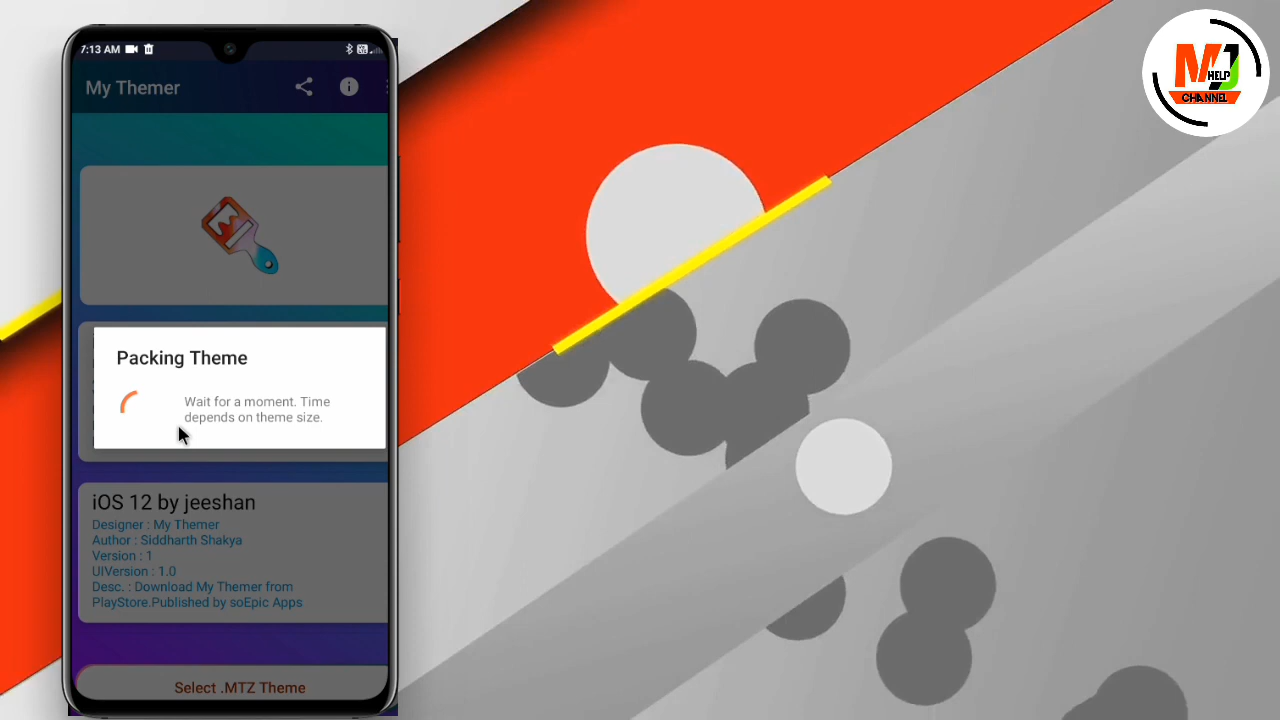 7:13 AM
My Themer
Packing Theme
Wait for a moment. Time
depends on theme size.
iOS 12 by jeeshan
Designer : My Themer
Author : Siddharth Shakya
Version : 1
UIVersion : 1.0
Desc. : Download My Themer from
PlayStore.Published by soEpic Apps
Select .MTZ Theme
MJ
HELP
CHANNEL